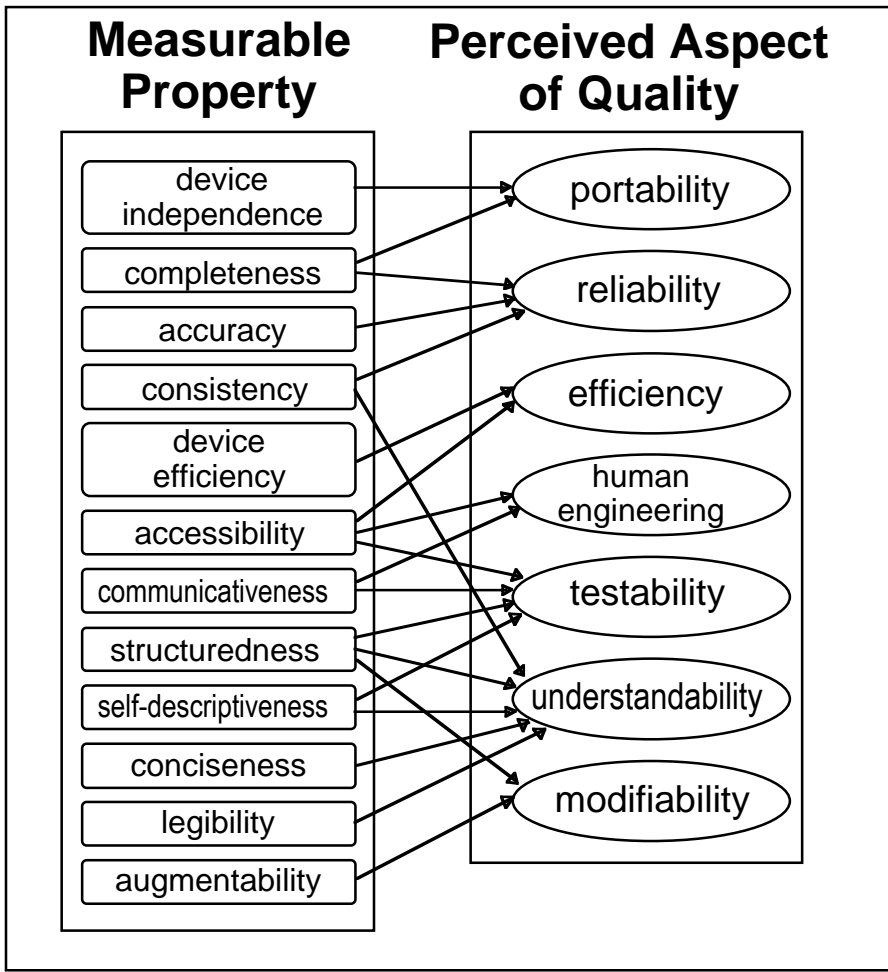 Measurable
Property
Perceived Aspect
of Quality
device
independence
completeness
accuracy
consistency
device
efficiency
accessibility
communicativeness
structuredness
self-descriptiveness
conciseness
legibility
augmentability
portability
reliability
efficiency
human
engineering
testability
understandability
modifiability